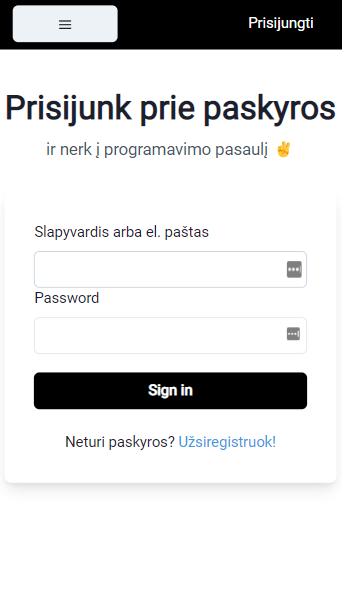 Prisijungti
Prisijunk prie paskyros
ir nerk į programavimo pasaulį ✌️
Slapyvardis arba el. paštas
Password
Sign in
Neturi paskyros? Užsiregistruok!